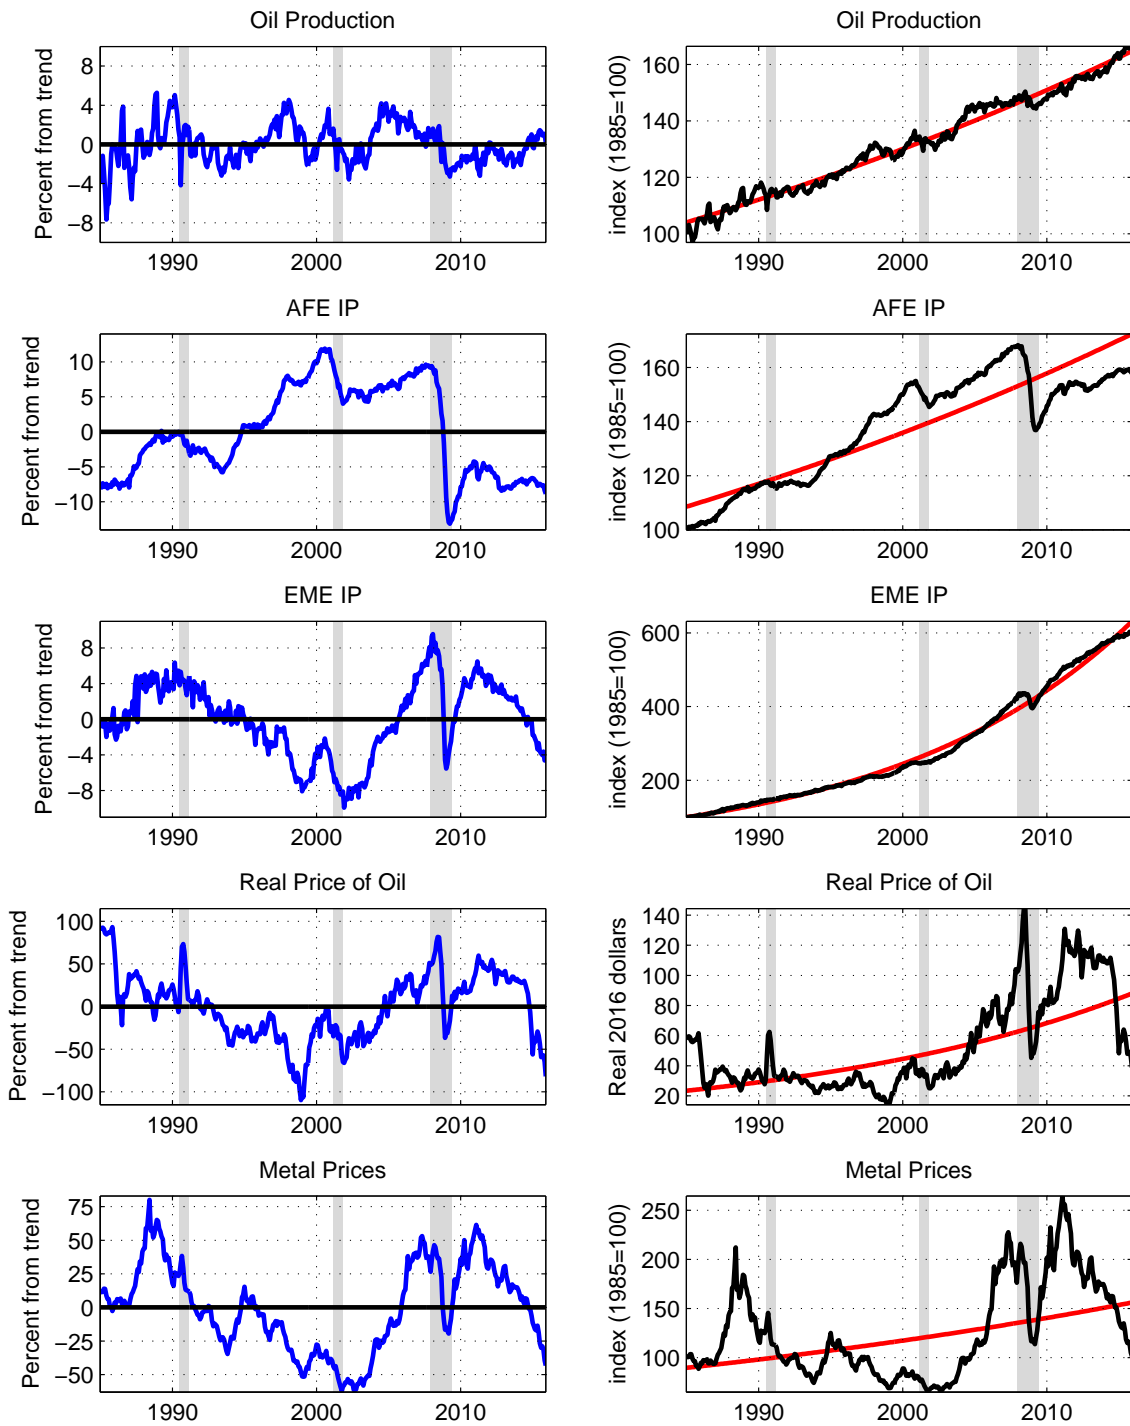 Oil Production
Percent from trend
8
4
0
−4
−8
1990 2000 2010
Oil Production
index (1985=100)
160
140
120
100
1990 2000 2010
AFE IP
Percent from trend
10
5
0
−5
−10
1990 2000 2010
AFE IP
index (1985=100)
160
140
120
100
1990 2000 2010
EME IP
Percent from trend
8
4
0
−4
−8
1990 2000 2010
EME IP
index (1985=100)
600
400
200
1990 2000 2010
Real Price of Oil
Percent from trend
100
50
0
−50
−100
1990 2000 2010
Real Price of Oil
Real 2016 dollars
140
120
100
80
60
40
20
1990 2000 2010
Metal Prices
Percent from trend
75
50
25
0
−25
−50
1990 2000 2010
Metal Prices
index (1985=100)
250
200
150
100
1990 2000 2010